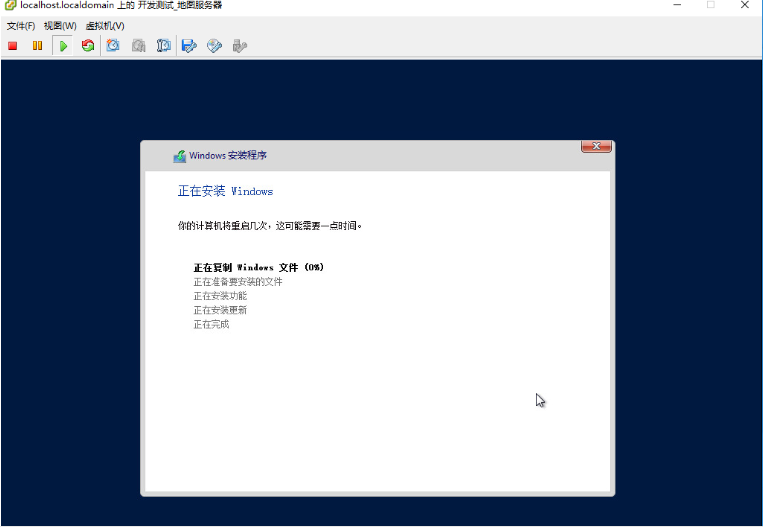 localhost.localdomain 上的 开发测试_地图服务器
文件(F) 视图(W) 虚拟机(V)
Windows 安装程序
正在安装 Windows
你的计算机将重启几次，这可能需要一点时间。
正在复制 Windows 文件 (0%)
正在准备要安装的文件
正在安装功能
正在安装更新
正在完成